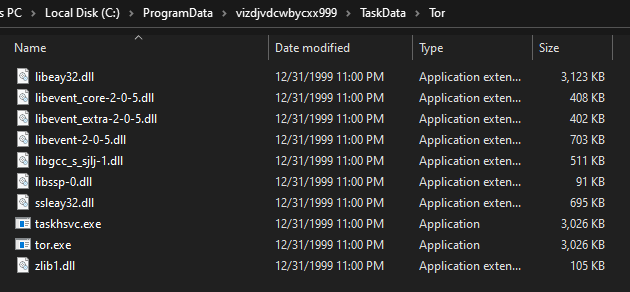 s PC > Local Disk (C:) > ProgramData > vizdjvdcwbycxx999 > TaskData > Tor
Name Date modified Type Size
libeay32.dll 12/31/1999 11:00 PM Application exten... 3,123 KB
libevent_core-2-0-5.dll 12/31/1999 11:00 PM Application exten... 408 KB
libevent_extra-2-0-5.dll 12/31/1999 11:00 PM Application exten... 402 KB
libevent-2-0-5.dll 12/31/1999 11:00 PM Application exten... 703 KB
libgcc_s_sjlj-1.dll 12/31/1999 11:00 PM Application exten... 511 KB
libssp-0.dll 12/31/1999 11:00 PM Application exten... 91 KB
ssleay32.dll 12/31/1999 11:00 PM Application exten... 695 KB
taskhsvc.exe 12/31/1999 11:00 PM Application 3,026 KB
tor.exe 12/31/1999 11:00 PM Application 3,026 KB
zlib1.dll 12/31/1999 11:00 PM Application exten... 105 KB